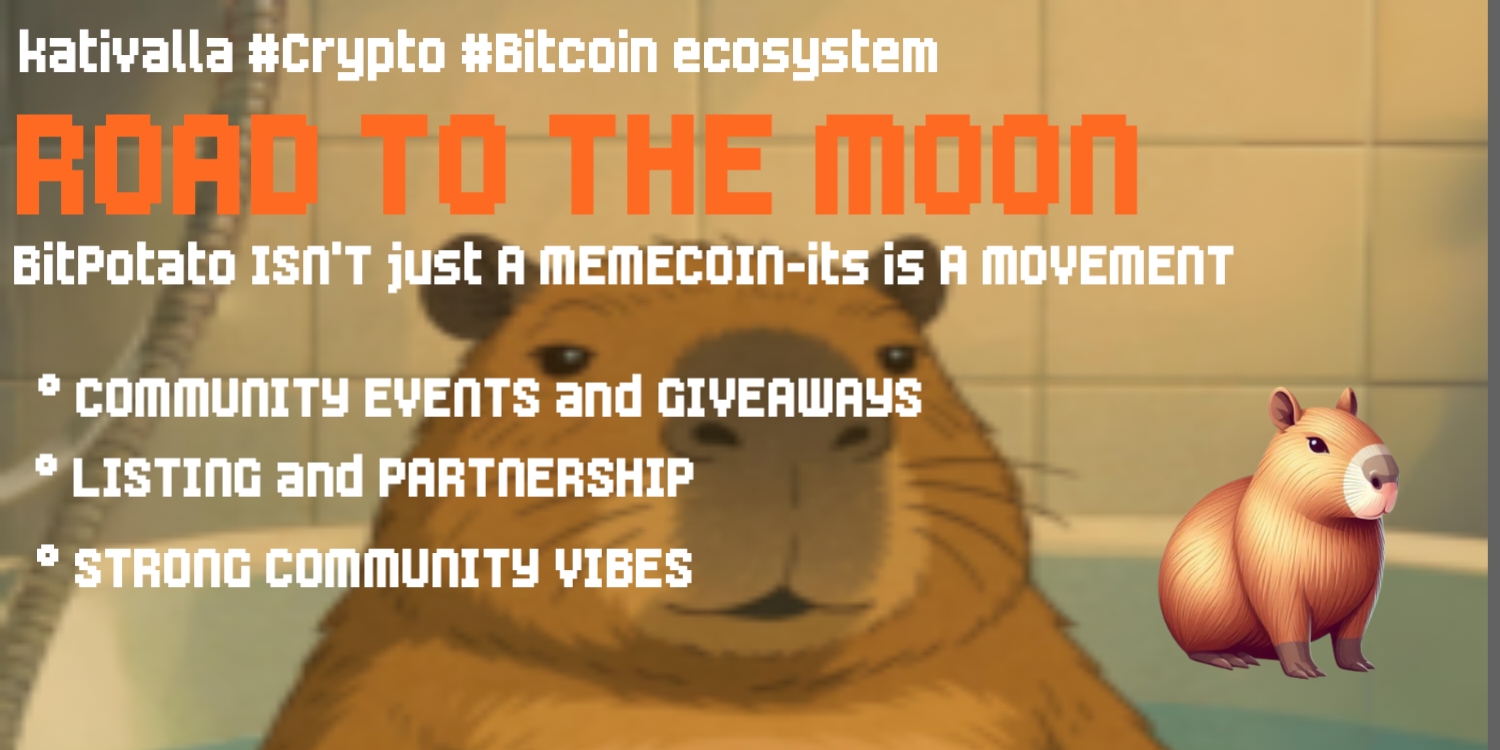 kativalla #Crypto #Bitcoin ecosystem
ROAD TO THE MOON
BitPotato ISN'T just A MEMECOIN-its is A MOVEMENT
° COMMUNITY EVENTS and GIVEAWAYS
° LISTING and PARTNERSHIP
° STRONG COMMUNITY VIBES